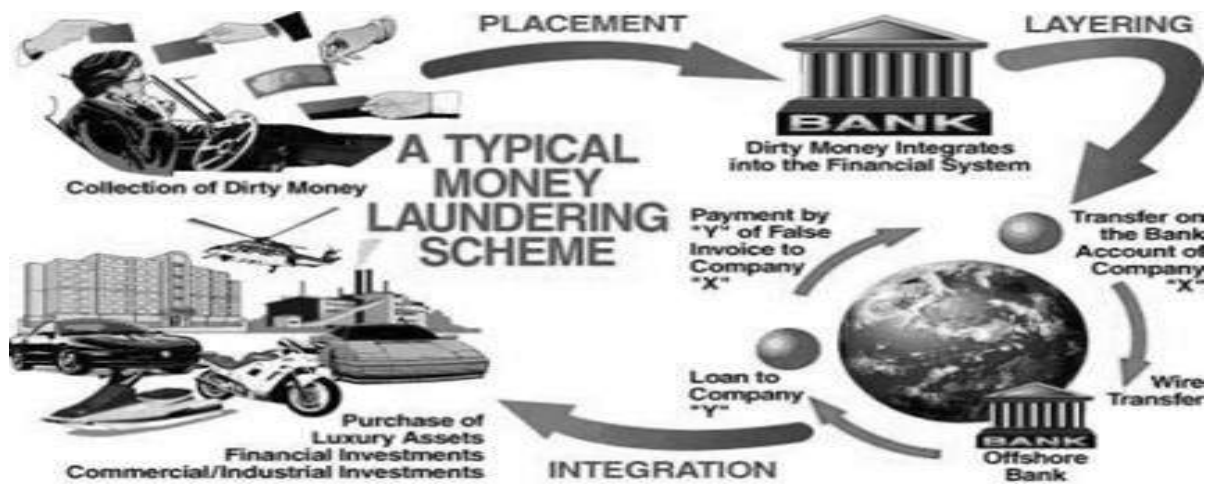 PLACEMENT
LAYERING
BANK
Dirty Money Integrates
into the Financial System
Collection of Dirty Money
A TYPICAL
MONEY
LAUNDERING
SCHEME
Payment by
"Y" of False
Invoice to
Company
"X"
Transfer on
the Bank
Account of
Company
"X"
Wire
Transfer
Loan to
Company
"Y"
BANK
Offshore
Bank
Purchase of
Luxury Assets
Financial Investments
Commercial/Industrial Investments
INTEGRATION